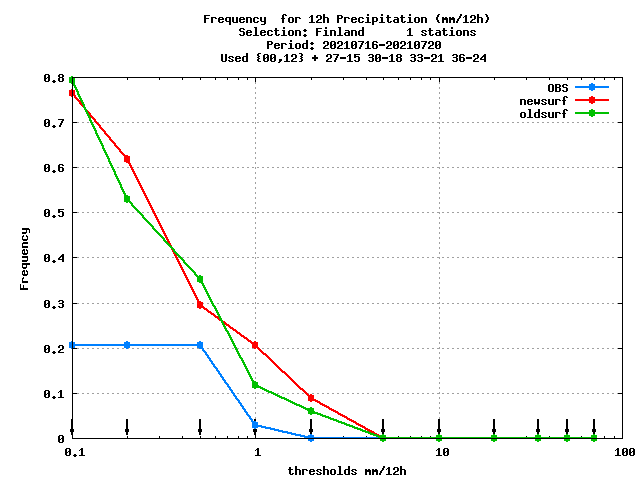 Frequency  for 12h Precipitation (mm/12h)
Selection: Finland      1 stations
Period: 20210716-20210720
Used {00,12} + 27-15 30-18 33-21 36-24
OBS
newsurf
oldsurf
0.8
0.7
0.6
0.5
0.4
0.3
0.2
0.1
0
Frequency
0.1 1 10 100
thresholds mm/12h